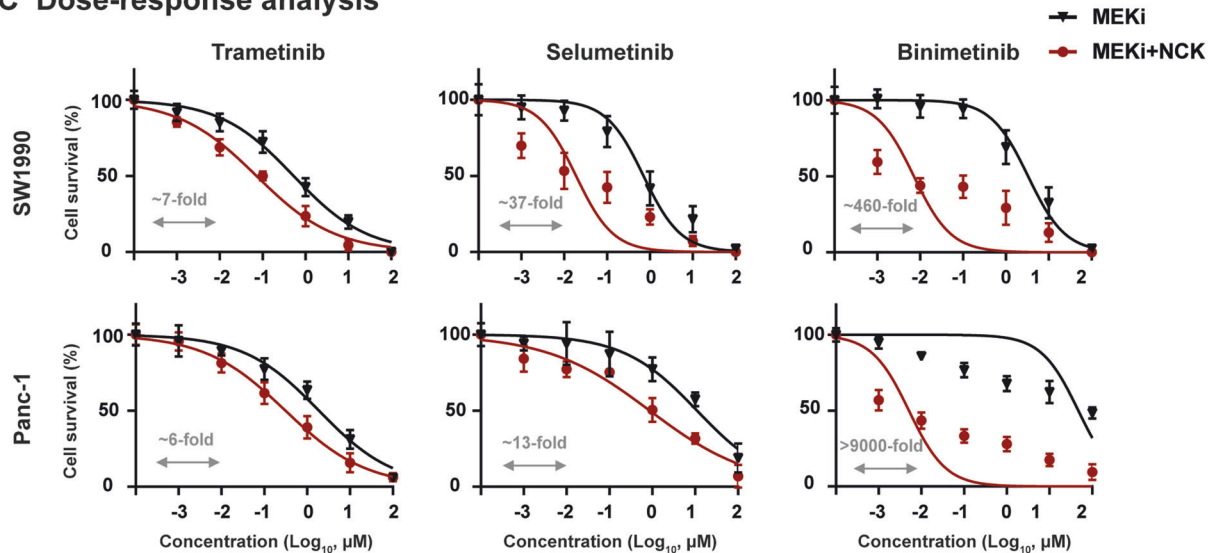 C Dose-response analysis
MEKi
MEKi+NCK
Trametinib
Selumetinib
Binimetinib
SW1990
Cell survival (%)
100
50
0
~7-fold
-3 -2 -1 0 1 2
100
50
0
~37-fold
-3 -2 -1 0 1 2
100
50
0
~460-fold
-3 -2 -1 0 1 2
Panc-1
Cell survival (%)
100
50
0
~6-fold
-3 -2 -1 0 1 2
Concentration (Log10, µM)
100
50
0
~13-fold
-3 -2 -1 0 1 2
Concentration (Log10, µM)
100
50
0
>9000-fold
-3 -2 -1 0 1 2
Concentration (Log10, µM)